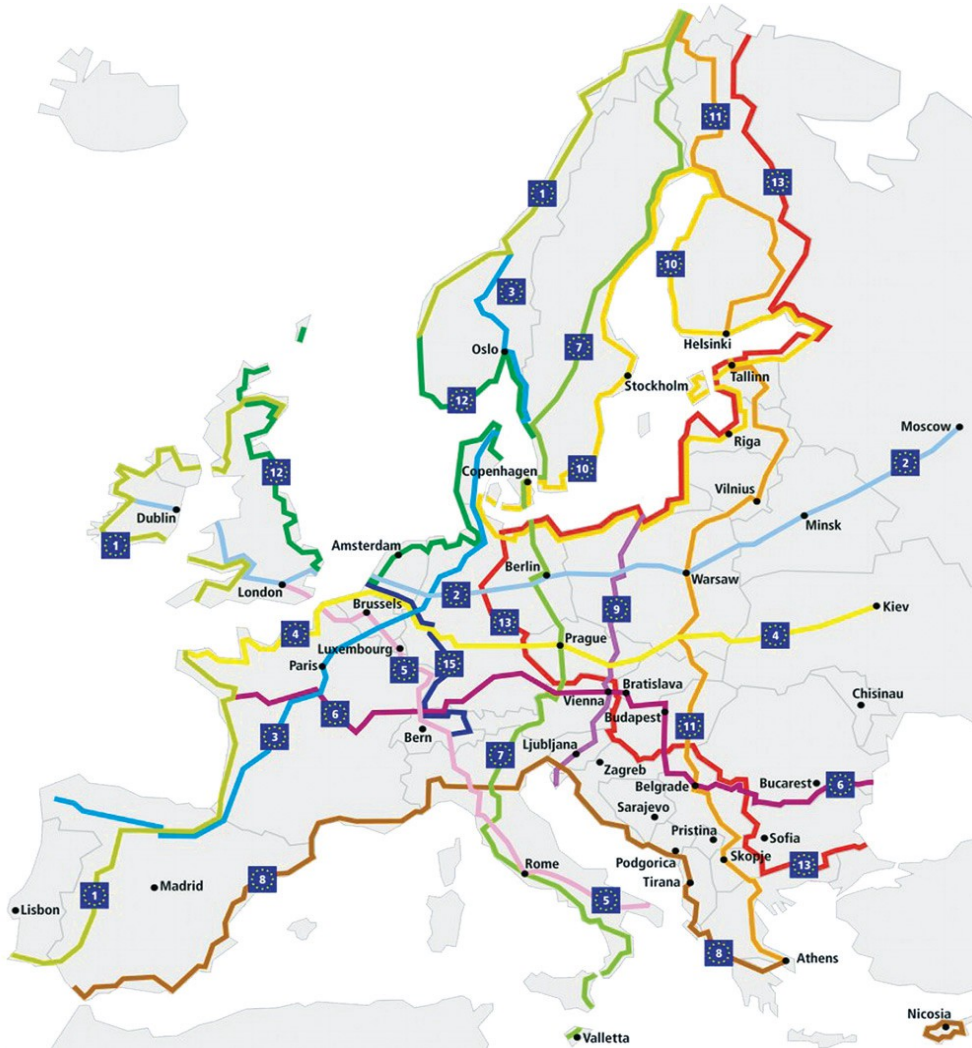 11
13
1
3
10
7
Oslo
Helsinki
Stockholm
Tallinn
12
Riga
Moscow
12
2
Copenhagen
10
Vilnius
Dublin
Minsk
1
Amsterdam
London
Berlin
Warsaw
2
Brussels
9
Kiev
4
13
4
Luxembourg
Prague
Paris
5
15
Vienna
Bratislava
Chisinau
6
Budapest
Bern
3
7
Ljubljana
11
Zagreb
Belgrade
Bucarest
6
Sarajevo
Pristina
Sofia
Podgorica
Skopje
13
Rome
Tirana
Madrid
8
1
5
Lisbon
8
Athens
Nicosia
Valletta